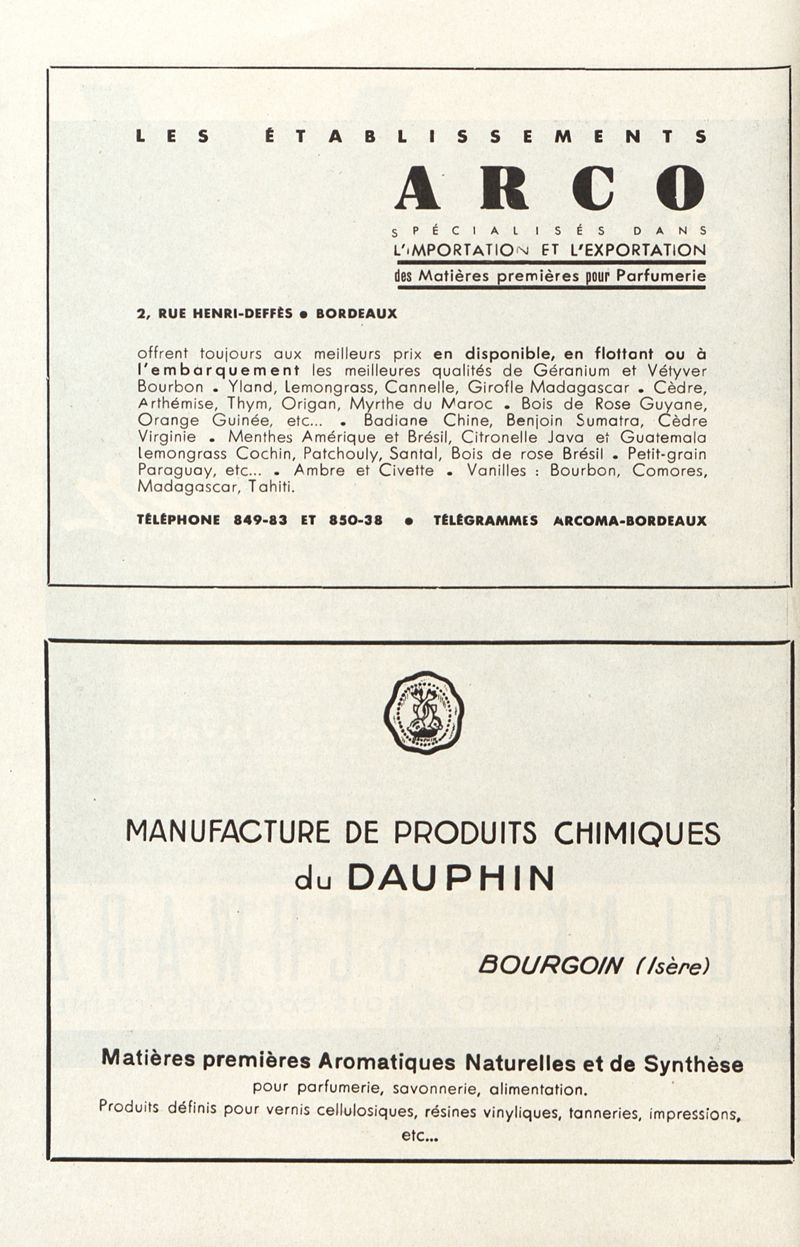 LES ÉTABLISSEMENTS
ARCO
SPÉCIALISÉS DANS
L'IMPORTATION ET L'EXPORTATION
des Matières premières pour Parfumerie
2, RUE HENRI-DEFFÈS • BORDEAUX
offrent toujours aux meilleurs prix en disponible, en flottant ou à
l'embarquement les meilleures qualités de Géranium et Vétyver
Bourbon • Yland, Lemongrass, Cannelle, Girofle Madagascar • Cèdre,
Arthémise, Thym, Origan, Myrthe du Maroc • Bois de Rose Guyane,
Orange Guinée, etc... • Badiane Chine, Benjoin Sumatra, Cèdre
Virginie • Menthes Amérique et Brésil, Citronelle Java et Guatemala
Lemongrass Cochin, Patchouly, Santal, Bois de rose Brésil • Petit-grain
Paraguay, etc... • Ambre et Civette • Vanilles : Bourbon, Comores,
Madagascar, Tahiti.
TÉLÉPHONE 849-83 ET 850-38 • TÉLÉGRAMMES ARCOMA-BORDEAUX
MANUFACTURE DE PRODUITS CHIMIQUES
du DAUPHIN
BOURGOIN (Isère)
Matières premières Aromatiques Naturelles et de Synthèse
pour parfumerie, savonnerie, alimentation.
Produits définis pour vernis cellulosiques, résines vinyliques, tanneries, impressions,
etc...